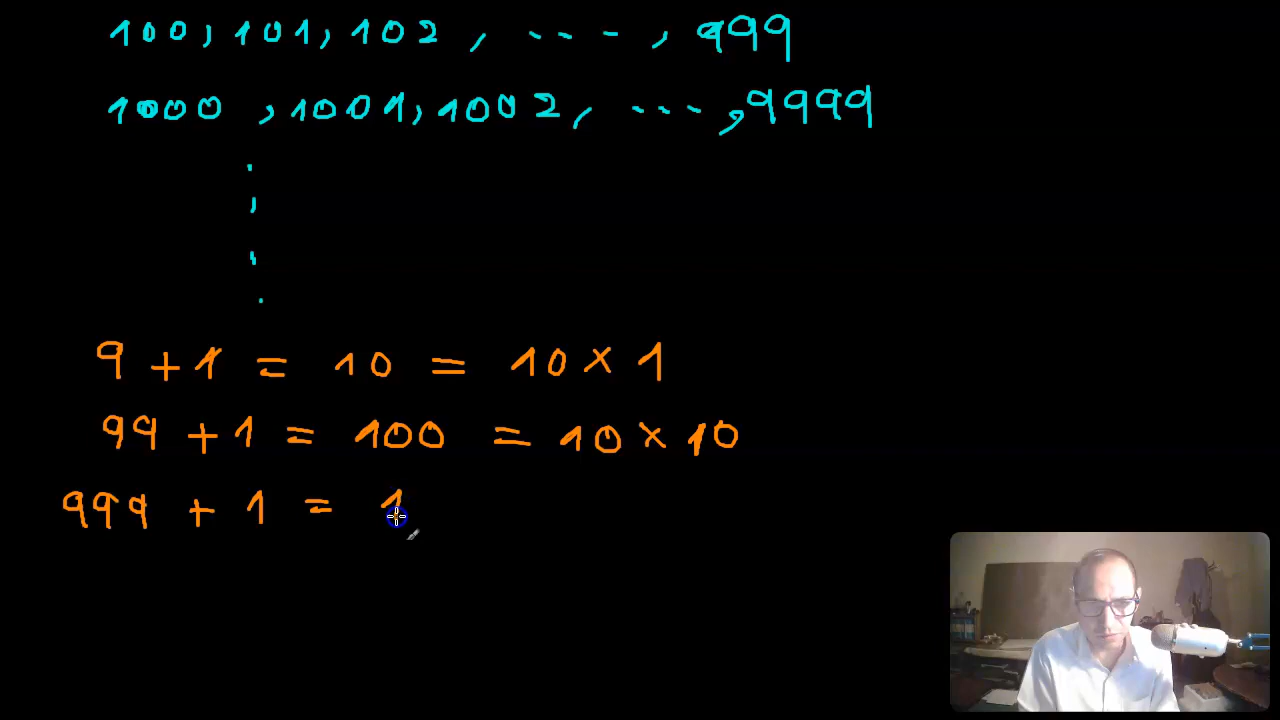 100, 101, 102, ...., 999
1000, 1001, 1002, ..., 9999
9 + 1 = 10 = 10 × 1
99 + 1 = 100 = 10 × 10
999 + 1 = 1